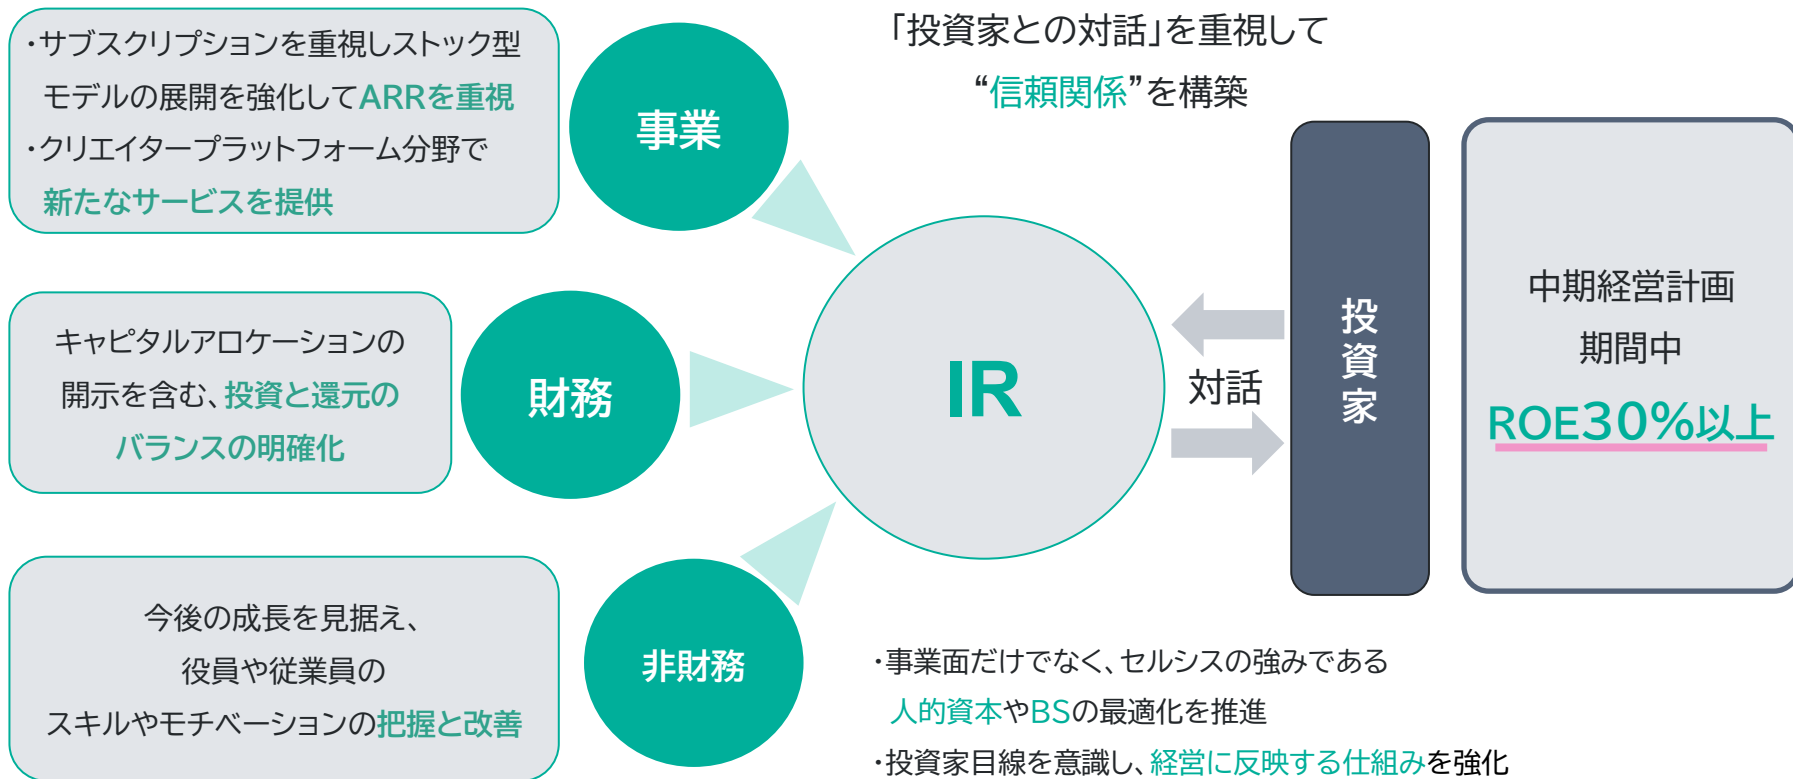 ・サブスクリプションを重視しストック型
モデルの展開を強化してARRを重視
・クリエイタープラットフォーム分野で
新たなサービスを提供
事業
「投資家との対話」を重視して
“信頼関係”を構築
キャピタルアロケーションの
開示を含む、投資と還元の
バランスの明確化
財務
IR
対話
投資家
中期経営計画
期間中
ROE30%以上
今後の成長を見据え、
役員や従業員の
スキルやモチベーションの把握と改善
非財務
・事業面だけでなく、セルシスの強みである
人的資本やBSの最適化を推進
・投資家目線を意識し、経営に反映する仕組みを強化